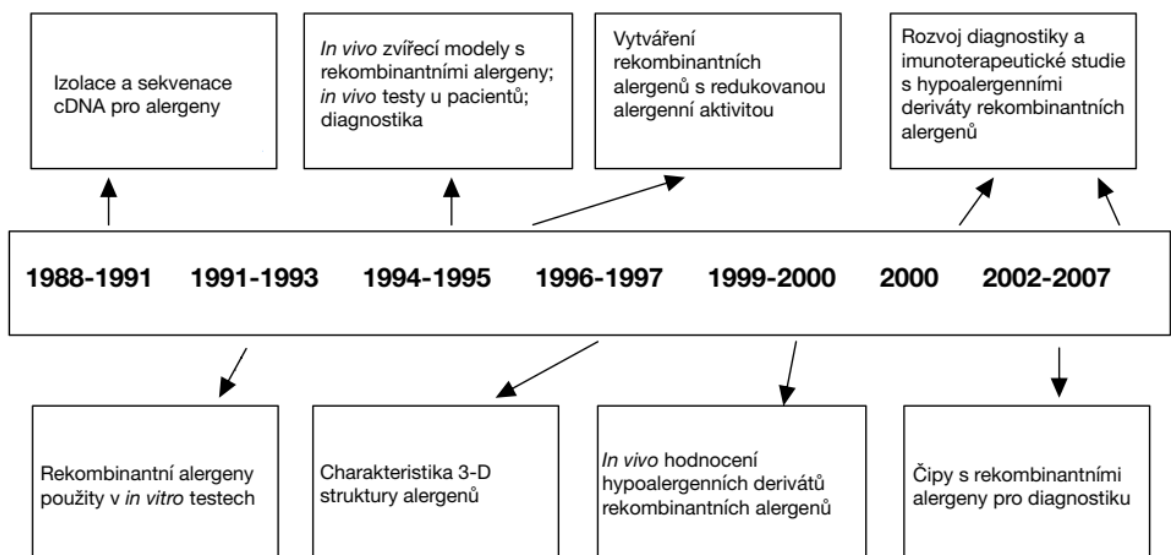 Izolace a sekvenace
cDNA pro alergeny
In vivo zvířecí modely s
rekombinantními alergeny;
in vivo testy u pacientů;
diagnostika
Vytváření
rekombinantních
alergenů s redukovanou
alergenní aktivitou
Rozvoj diagnostiky a
imunoterapeutické studie
s hypoalergenními
deriváty rekombinantních
alergenů
1988-1991 1991-1993 1994-1995 1996-1997 1999-2000 2000 2002-2007
Rekombinantní alergeny
použity v in vitro testech
Charakteristika 3-D
struktury alergenů
In vivo hodnocení
hypoalergenních derivátů
rekombinantních alergenů
Čipy s rekombinantními
alergeny pro diagnostiku